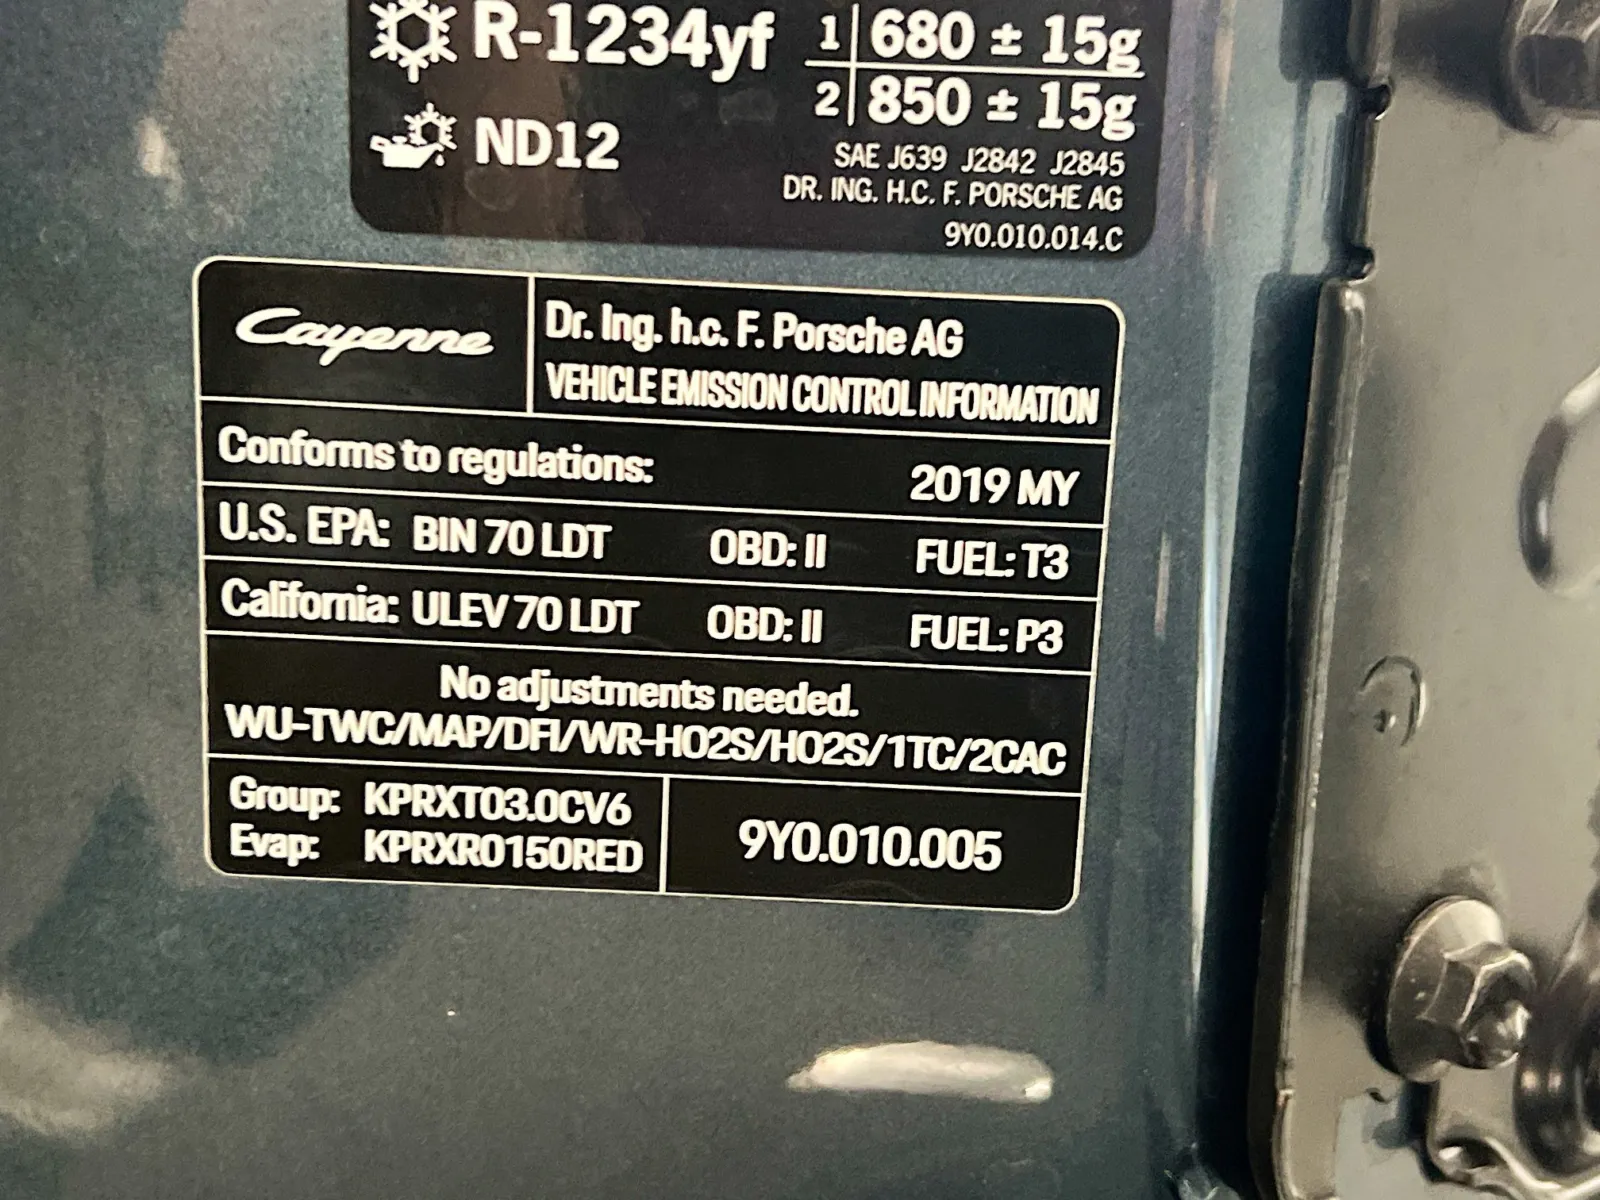 R-1234yf 1 680 ± 15g
2 850 ± 15g
ND12
SAE J639 J2842 J2845
DR. ING. H.C. F. PORSCHE AG
9Y0.010.014.C
Cayenne
Dr. Ing. h.c. F. Porsche AG
VEHICLE EMISSION CONTROL INFORMATION
Conforms to regulations: 2019 MY
U.S. EPA: BIN 70 LDT OBD: II FUEL: T3
California: ULEV 70 LDT OBD: II FUEL: P3
No adjustments needed.
WU-TWC/MAP/DFI/WR-HO2S/HO2S/1TC/2CAC
Group: KPRXT03.0CV6
Evap: KPRXR0150RED
9Y0.010.005